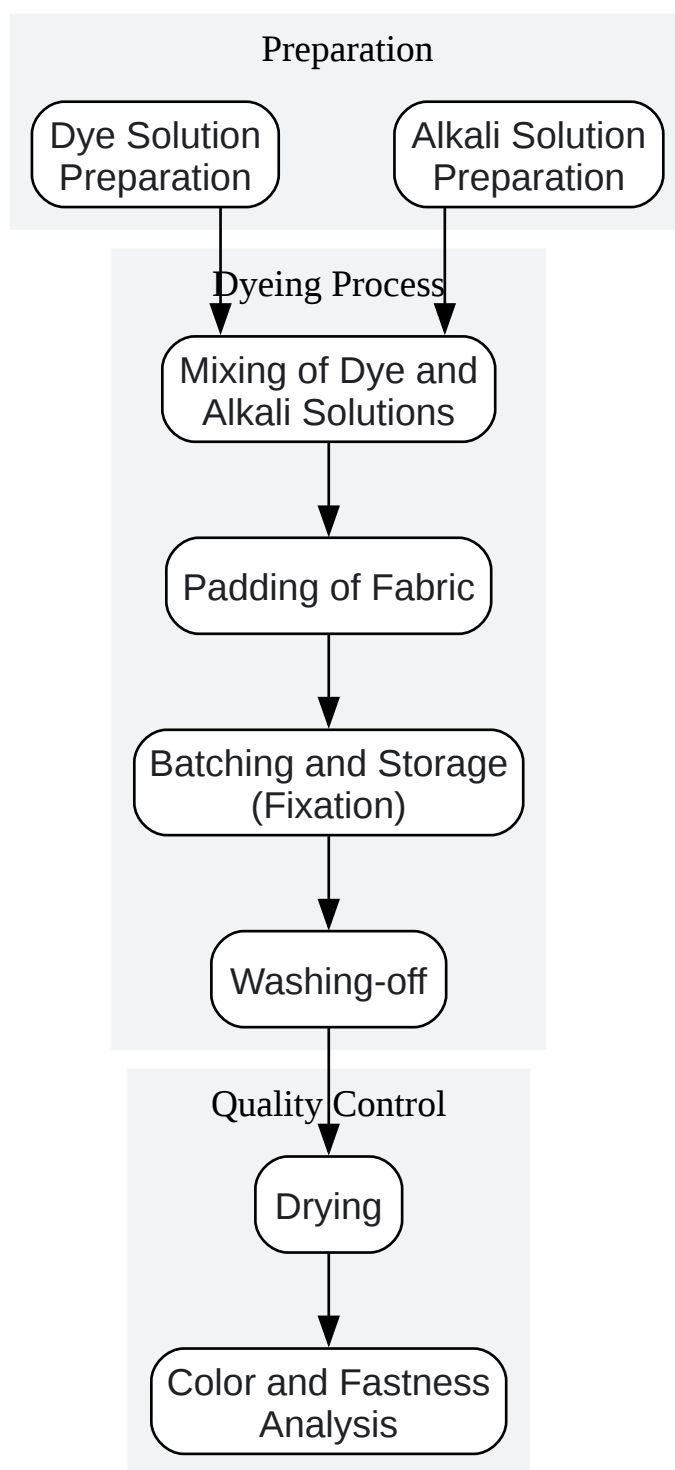 Preparation
Dye Solution
Preparation
Alkali Solution
Preparation
Dyeing Process
Mixing of Dye and
Alkali Solutions
Padding of Fabric
Batching and Storage
(Fixation)
Washing-off
Quality Control
Drying
Color and Fastness
Analysis